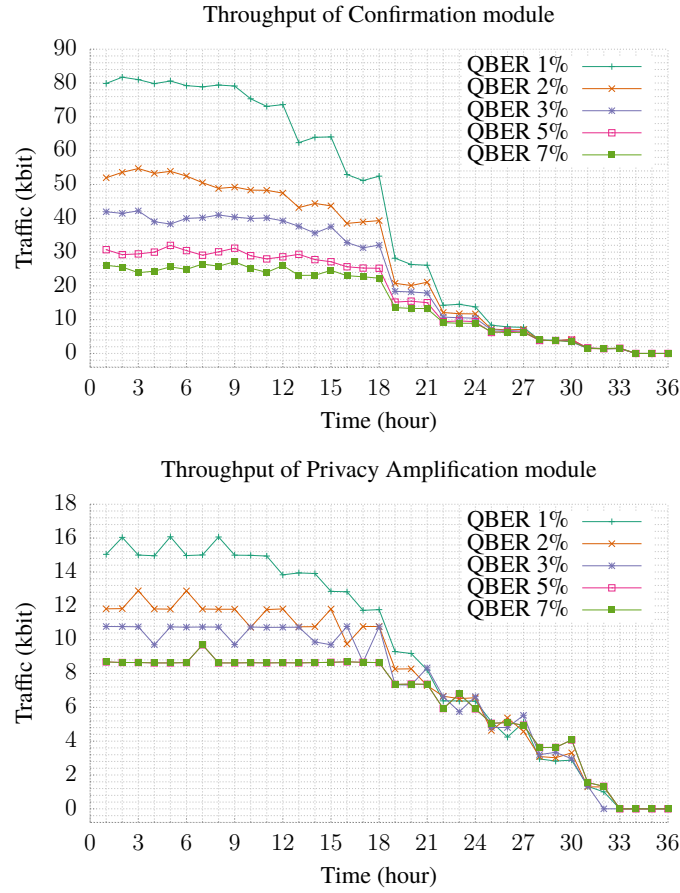 Throughput of Confirmation module
90
80
70
60
50
40
30
20
10
0
Traffic (kbit)
QBER 1%
QBER 2%
QBER 3%
QBER 5%
QBER 7%
0 3 6 9 12 15 18 21 24 27 30 33 36
Time (hour)
Throughput of Privacy Amplification module
18
16
14
12
10
8
6
4
2
0
Traffic (kbit)
QBER 1%
QBER 2%
QBER 3%
QBER 5%
QBER 7%
0 3 6 9 12 15 18 21 24 27 30 33 36
Time (hour)